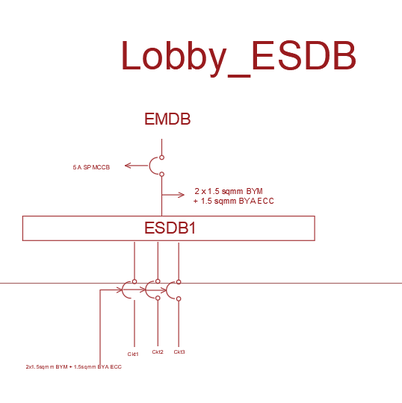 Lobby_ESDB
EMDB
5 A SP MCCB
2 x 1.5 sqmm BYM
+ 1.5 sqmm BYA ECC
ESDB1
Ckt1 Ckt2 Ckt3
2x1.5sqmm BYM + 1.5sqmm BYA ECC